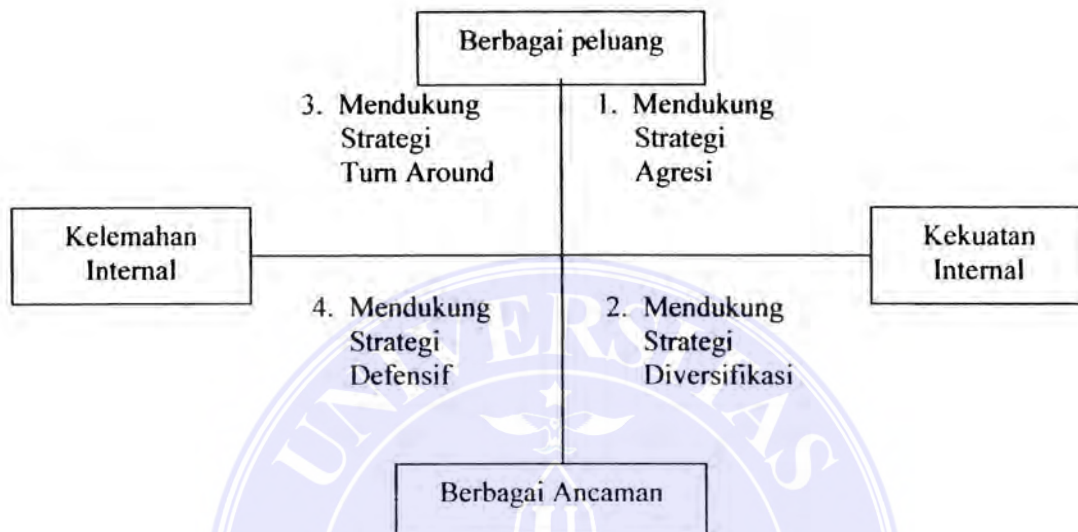 Berbagai peluang
3. Mendukung
Strategi
Turn Around
1. Mendukung
Strategi
Agresi
Kelemahan
Internal
Kekuatan
Internal
4. Mendukung
Strategi
Defensif
2. Mendukung
Strategi
Diversifikasi
UNIVERSITAS
Berbagai Ancaman